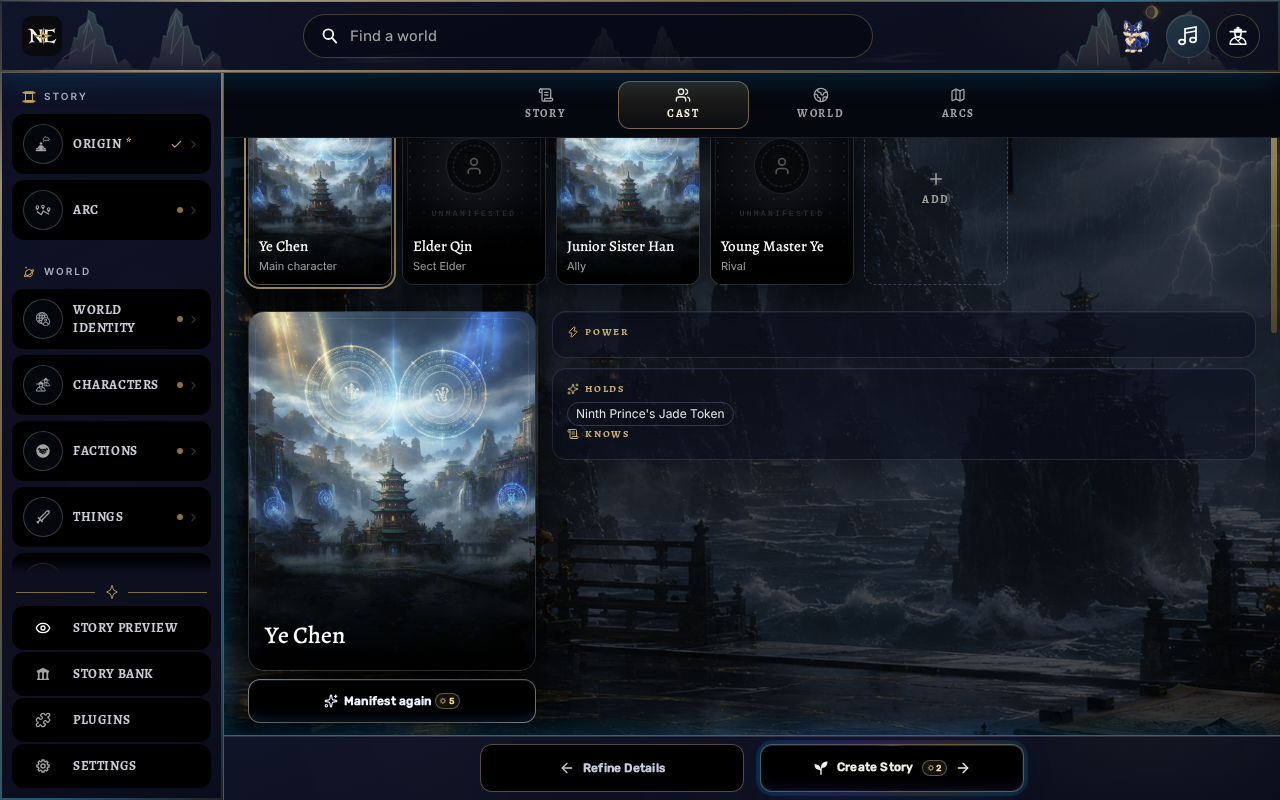 NE
Find a world
STORY
ORIGIN *
ARC
WORLD
WORLD
IDENTITY
CHARACTERS
FACTIONS
THINGS
STORY PREVIEW
STORY BANK
PLUGINS
SETTINGS
STORY
CAST
WORLD
ARCS
Ye Chen
Main character
UNMANIFESTED
Elder Qin
Sect Elder
Junior Sister Han
Ally
UNMANIFESTED
Young Master Ye
Rival
+
ADD
Ye Chen
Manifest again 5
POWER
HOLDS
Ninth Prince's Jade Token
KNOWS
Refine Details
Create Story 2